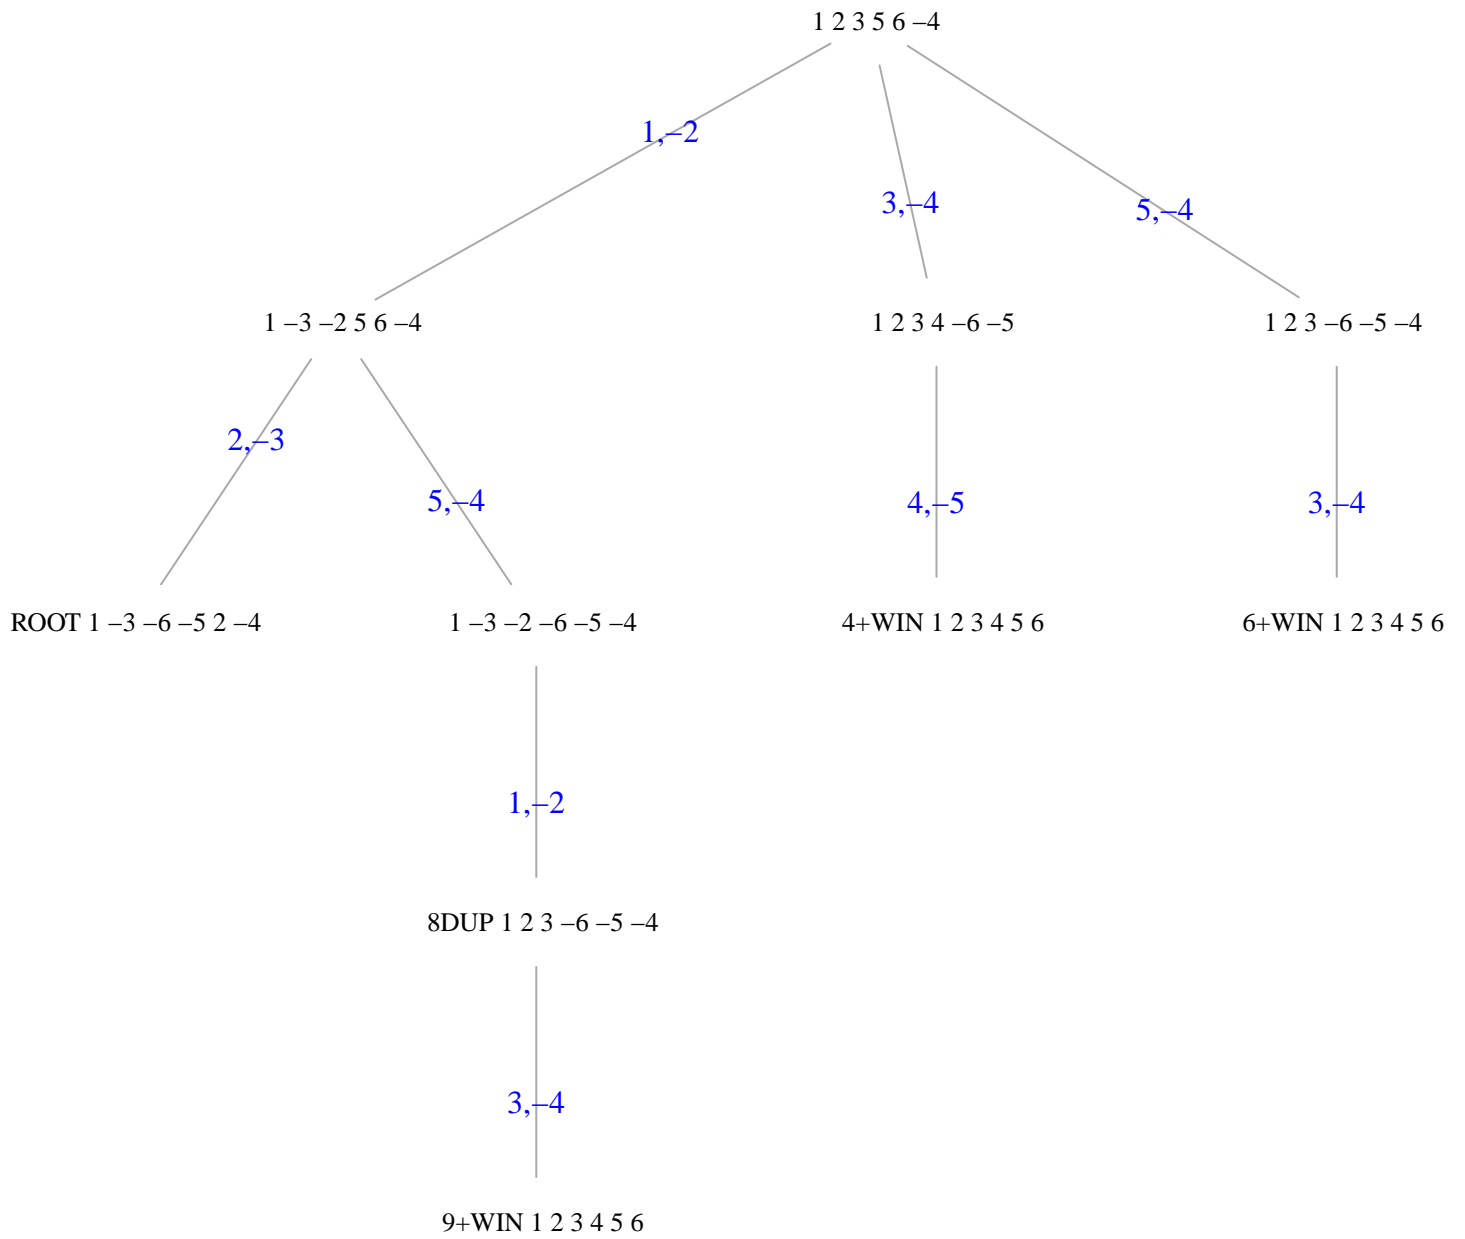 1 2 3 5 6 –4
1,–2
3,–4
5,–4
1 –3 –2 5 6 –4
1 2 3 4 –6 –5
1 2 3 –6 –5 –4
2,–3
5,–4
4,–5
3,–4
ROOT 1 –3 –6 –5 2 –4
1 –3 –2 –6 –5 –4
4+WIN 1 2 3 4 5 6
6+WIN 1 2 3 4 5 6
1,–2
8DUP 1 2 3 –6 –5 –4
3,–4
9+WIN 1 2 3 4 5 6